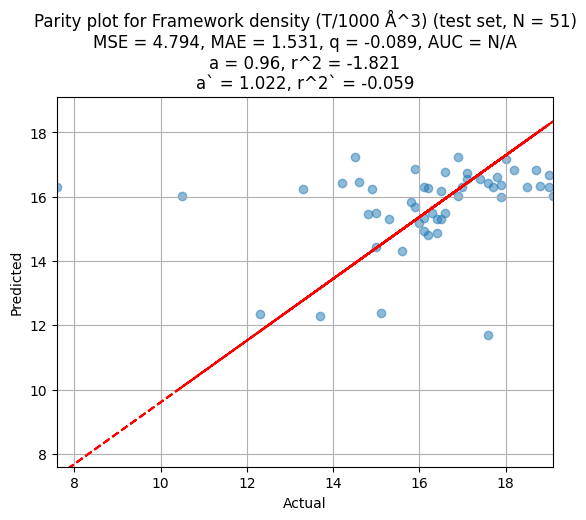 Parity plot for Framework density (T/1000 Å^3) (test set, N = 51)
MSE = 4.794, MAE = 1.531, q = -0.089, AUC = N/A
a = 0.96, r^2 = -1.821
a` = 1.022, r^2` = -0.059
18
16
14
12
10
8
Predicted
8 10 12 14 16 18
Actual